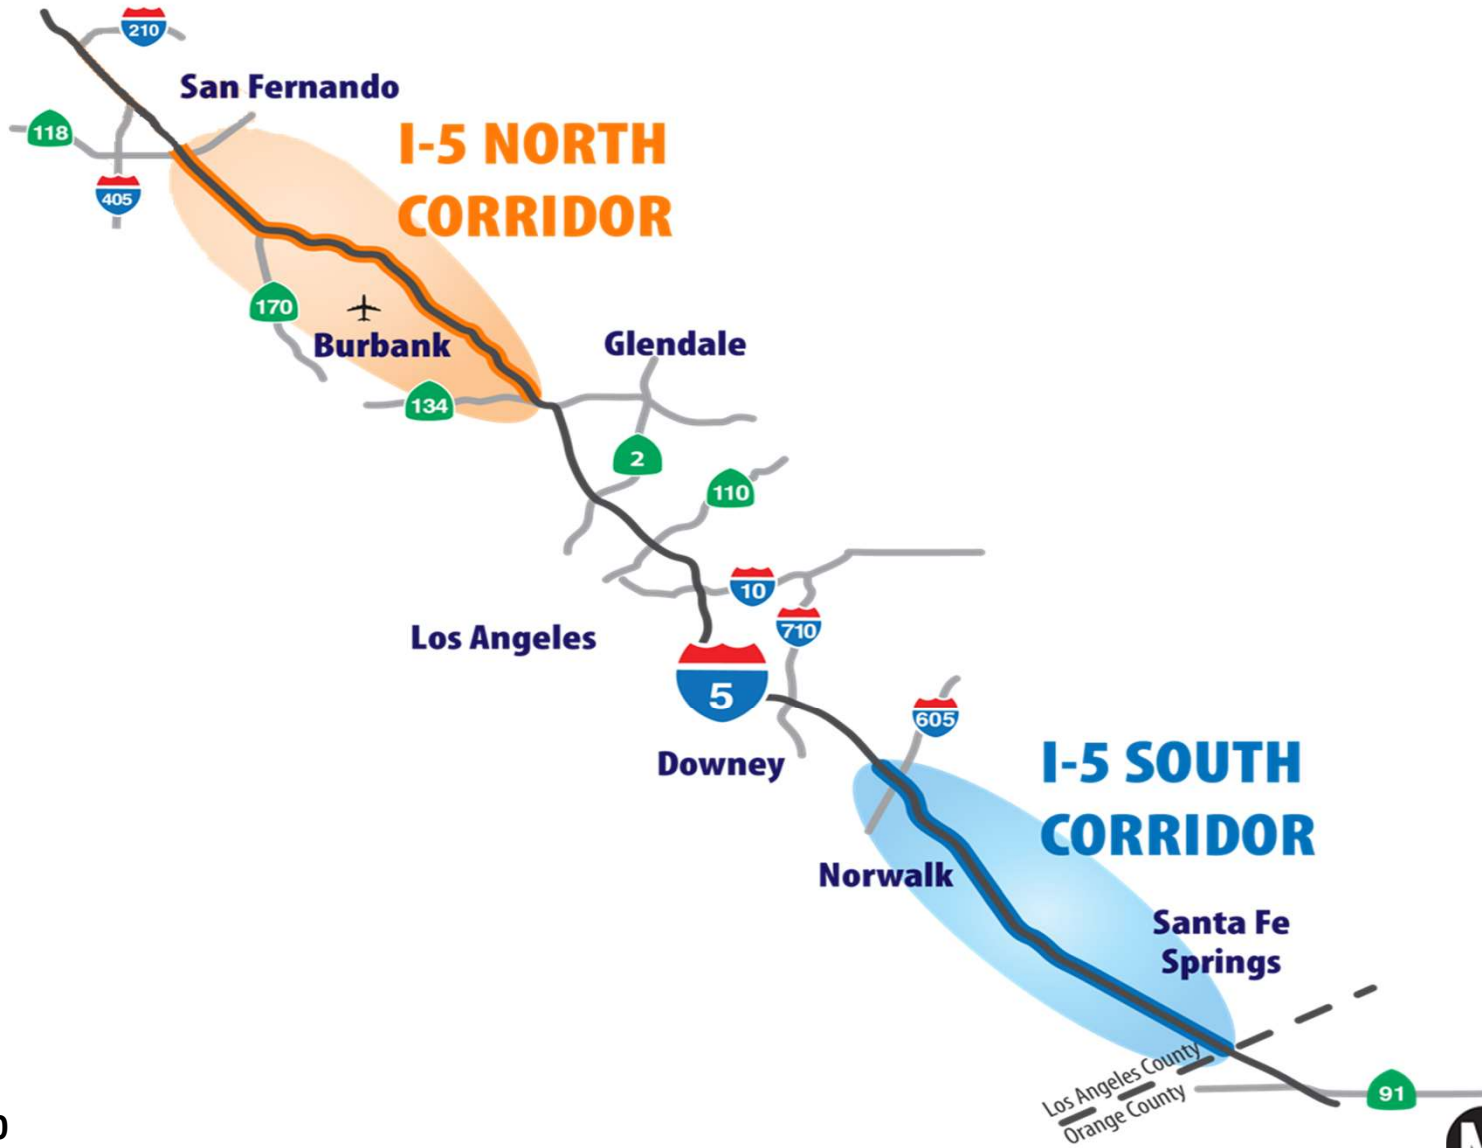 210
San Fernando
118
I-5 NORTH
CORRIDOR
405
170
Burbank
Glendale
134
2
110
10
Los Angeles
710
5
605
Downey
I-5 SOUTH
CORRIDOR
Norwalk
Santa Fe
Springs
Los Angeles County
Orange County
91